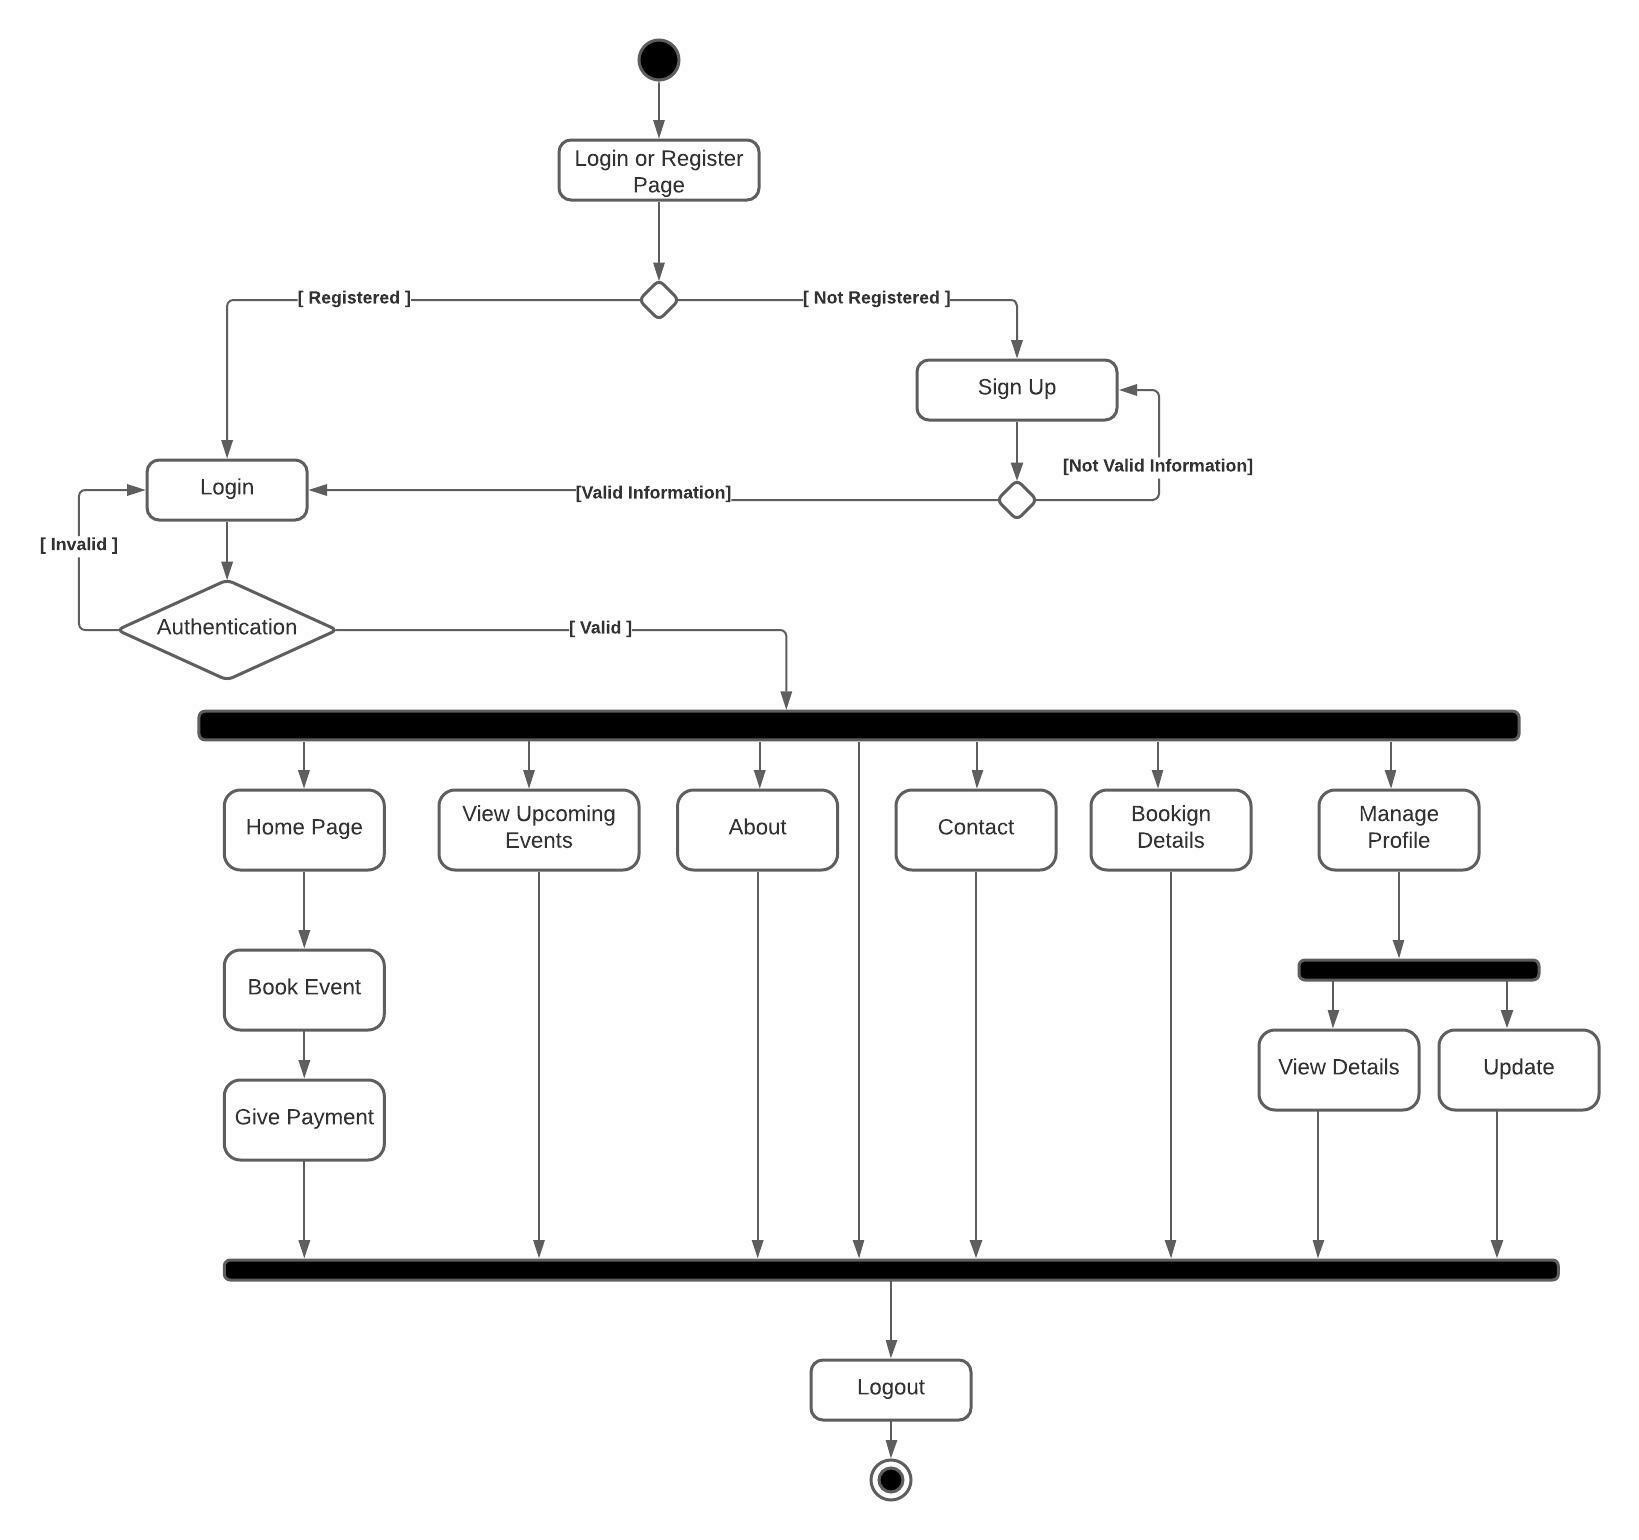 Login or Register
Page
[ Registered ]
[ Not Registered ]
Sign Up
[Not Valid Information]
Login
[Valid Information]
[ Invalid ]
Authentication
[ Valid ]
Home Page
View Upcoming
Events
About
Contact
Bookign
Details
Manage
Profile
Book Event
View Details
Update
Give Payment
Logout